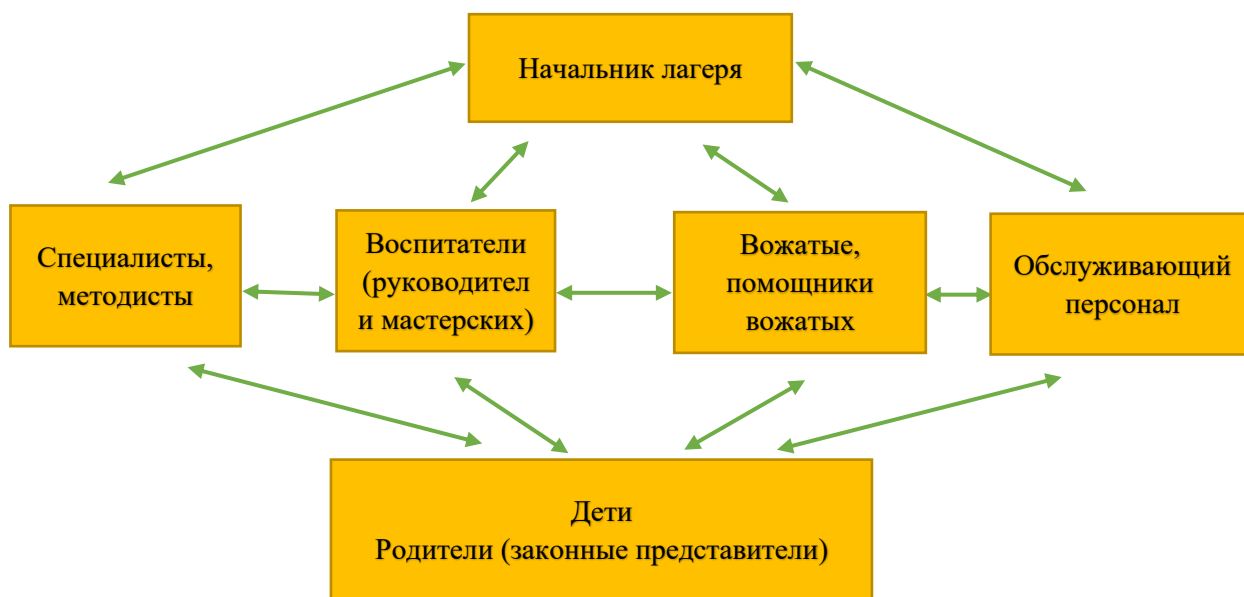 Начальник лагеря
Специалисты,
методисты
Воспитатели
(руководител
и мастерских)
Вожатые,
помощники
вожатых
Обслуживающий
персонал
Дети
Родители (законные представители)